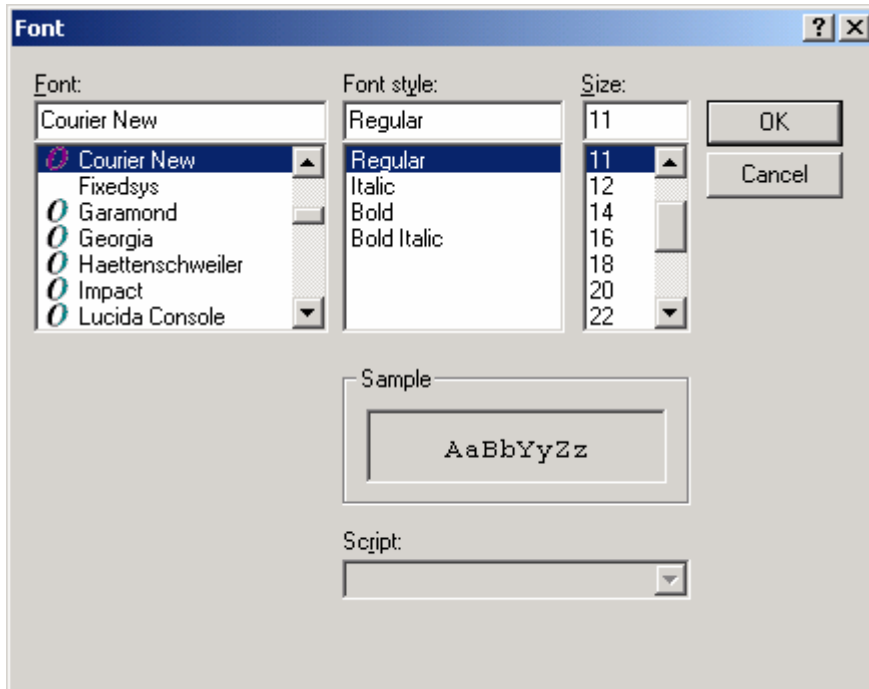 Font
Font:
Courier New
Courier New
Fixedsys
Garamond
Georgia
Haettenschweiler
Impact
Lucida Console
Font style:
Regular
Regular
Italic
Bold
Bold Italic
Size:
11
11
12
14
16
18
20
22
OK
Cancel
Sample
AaBbYyZz
Script: